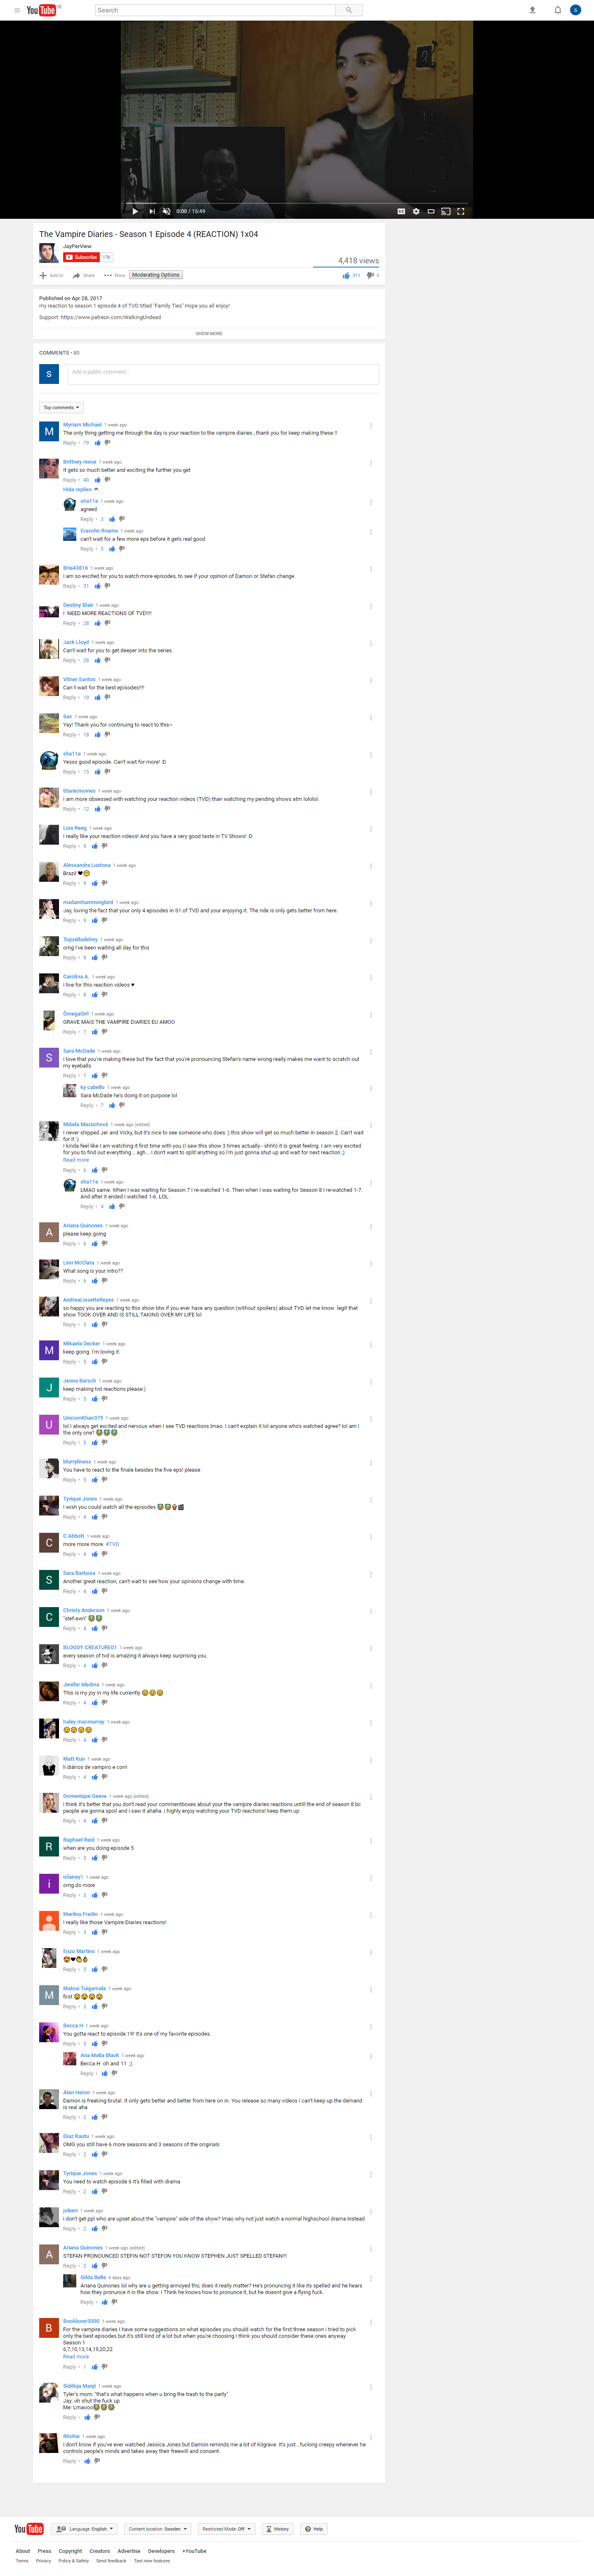 YouTube SE
Search
S
0:00 / 15:49
The Vampire Diaries - Season 1 Episode 4 (REACTION) 1x04
JayPerView
Subscribe 17K
4,418 views
Add to Share More Moderating Options 311 0
Published on Apr 28, 2017
my reaction to season 1 episode 4 of TVD titled "Family Ties" Hope you all enjoy!
Support: https://www.patreon.com/WalkingUndead
SHOW MORE
COMMENTS • 80
S
Add a public comment...
Top comments
M
Myriam Michael 1 week ago
The only thing getting me through the day is your reaction to the vampire diaries , thank you for keep making these !!
Reply • 79
Brittney reese 1 week ago
It gets so much better and exciting the further you get
Reply • 40
Hide replies
sha11e 1 week ago
agreed
Reply • 3
Eravohn Rname 1 week ago
can't wait for a few more eps before it gets real good
Reply • 5
Bria43816 1 week ago
I am so excited for you to watch more episodes, to see if your opinion of Damon or Stefan change.
Reply • 31
Destiny Blair 1 week ago
I NEED MORE REACTIONS OF TVD!!!!
Reply • 28
Jack Lloyd 1 week ago
Can't wait for you to get deeper into the series.
Reply • 28
Vitner Santos 1 week ago
Can´t wait for the best episodes!!!!
Reply • 19
Sav 1 week ago
Yay! Thank you for continuing to react to this~
Reply • 18
sha11e 1 week ago
Yesss good episode. Can't wait for more! :D
Reply • 15
titanicmovies 1 week ago
I am more obsessed with watching your reaction videos (TVD) than watching my pending shows atm lololol.
Reply • 12
Lisa Reeg 1 week ago
I really like your reaction videos! And you have a very good taste in TV Shows! :D
Reply • 9
Alessandra Lustosa 1 week ago
Brazil ❤😁
Reply • 9
madamhummingbird 1 week ago
Jay, loving the fact that your only 4 episodes in S1 of TVD and your enjoying it. The ride is only gets better from here.
Reply • 9
Topzelladelrey 1 week ago
omg I've been waiting all day for this
Reply • 9
Carolina A. 1 week ago
I live for this reaction videos ♥
Reply • 8
ÔmegaGirl 1 week ago
GRAVE MAIS THE VAMPIRE DIARIES EU AMOO
Reply • 7
S
Sara McDade 1 week ago
I love that you're making these but the fact that you're pronouncing Stefan's name wrong really makes me want to scratch out
my eyeballs
Reply • 7
ky cabello 1 week ago
Sara McDade he's doing it on purpose lol
Reply • 7
Mišela Mazúchová 1 week ago (edited)
I never shipped Jer and Vicky, but it's nice to see someone who does :) this show will get so much better in season 2. Can't wait
for it :)
I kinda feel like I am watching it first time with you (I saw this show 3 times actually - shhh) it is great feeling. I am very excited
for you to find out everything... agh... I don't want to split anything so I'm just gonna shut up and wait for next reaction ;)
Read more
Reply • 6
sha11e 1 week ago
LMAO same. When I was waiting for Season 7 I re-watched 1-6. Then when I was waiting for Season 8 I re-watched 1-7.
And after it ended I watched 1-6. LOL.
Reply • 4
A
Ariana Quinones 1 week ago
please keep going
Reply • 6
Lexi McClara 1 week ago
What song is your intro??
Reply • 6
AndreaLissetteReyes 1 week ago
so happy you are reacting to this show btw if you ever have any question (without spoilers) about TVD let me know legit that
show TOOK OVER AND IS STILL TAKING OVER MY LIFE lol
Reply • 5
M
Mikaela Decker 1 week ago
keep going. I'm loving it.
Reply • 5
J
Jenna Bursch 1 week ago
keep making tvd reactions please:)
Reply • 5
U
UnicornKhan379 1 week ago
lol I always get excited and nervous when I see TVD reactions lmao. I can't explain it lol anyone who's watched agree? lol am I
the only one? 😂😂😂
Reply • 5
blurryliness 1 week ago
You have to react to the finale besides the five eps! please
Reply • 5
Tyrique Jones 1 week ago
I wish you could watch all the episodes
Reply • 4
C
C Abbott 1 week ago
more more more. #TVD
Reply • 4
S
Sara Barbosa 1 week ago
Another great reaction, can't wait to see how your opinions change with time.
Reply • 4
C
Christy Anderson 1 week ago
"stef-awn" 😂😂
Reply • 4
BLOODY CREATURE01 1 week ago
every season of tvd is amazing it always keep surprising you
Reply • 4
Jenifer Medina 1 week ago
This is my joy in my life currently
Reply • 4
haley macmurray 1 week ago
Reply • 4
Matt Kun 1 week ago
li diários de vampiro e corri
Reply • 4
Domenique Geeve 1 week ago (edited)
i think it's better that you don't read your commentboxes about your the vampire diaries reactions untill the end of season 8 bc
people are gonna spoil and i saw it ahaha. i highly enjoy watching your TVD reactions! keep them up
Reply • 4
R
Raphael Reid 1 week ago
when are you doing episode 5
Reply • 3
i
iclairey1 1 week ago
omg do more
Reply • 3
Marilou Fradin 1 week ago
I really like those Vampire Diaries reactions!
Reply • 3
Enzo Martins 1 week ago
Reply • 3
M
Mulosi Tuigamala 1 week ago
first
Reply • 3
Becca H 1 week ago
You gotta react to episode 19! It's one of my favorite episodes.
Reply • 3
Ana Malia Black 1 week ago
Becca H oh and 11 ;)
Reply •
Alan Heron 1 week ago
Damon is freaking brutal. It only gets better and better from here on in. You release so many videos I can't keep up the demand
is real aha
Reply • 2
Diaz Rautu 1 week ago
OMG you still have 6 more seasons and 3 seasons of the originals
Reply • 2
Tyrique Jones 1 week ago
You need to watch episode 6 it's filled with drama
Reply • 2
jvleen 1 week ago
I don't get ppl who are upset about the "vampire" side of the show? lmao why not just watch a normal highschool drama instead
Reply • 2
A
Ariana Quinones 1 week ago (edited)
STEFAN PRONOUNCED STEFIN NOT STEFON YOU KNOW STEPHEN JUST SPELLED STEFAN!!!
Reply • 2
Gilda Belle 6 days ago
Ariana Quinones lol why are u getting annoyed tho, does it really matter? He's pronouncing it like its spelled and he hears
how they pronunce it in the show. i Think he knows how to pronunce it, but he doesnt give a flying fuck.
Reply •
B
Booklover3000 1 week ago
For the vampire diaries I have some suggestions on what episodes you should watch for the first three season i tried to pick
only the best episodes but it's still kind of a lot but when you're choosing I think you should consider these ones anyway
Season 1
6,7,10,13,14,19,20,22
Read more
Reply • 1
Siddiqa Manji 1 week ago
Tyler's mom: "that's what happens when u bring the trash to the party"
Jay: oh shut the fuck up
Me: Lmaooo😂😂😂
Reply •
Ritchie 1 week ago
I don't know if you've ever watched Jessica Jones but Damon reminds me a lot of Kilgrave. It's just.. fucking creepy whenever he
controls people's minds and takes away their freewill and consent.
Reply •
YouTube Language: English Content location: Sweden Restricted Mode: Off History Help
About Press Copyright Creators Advertise Developers +YouTube
Terms Privacy Policy & Safety Send feedback Test new features